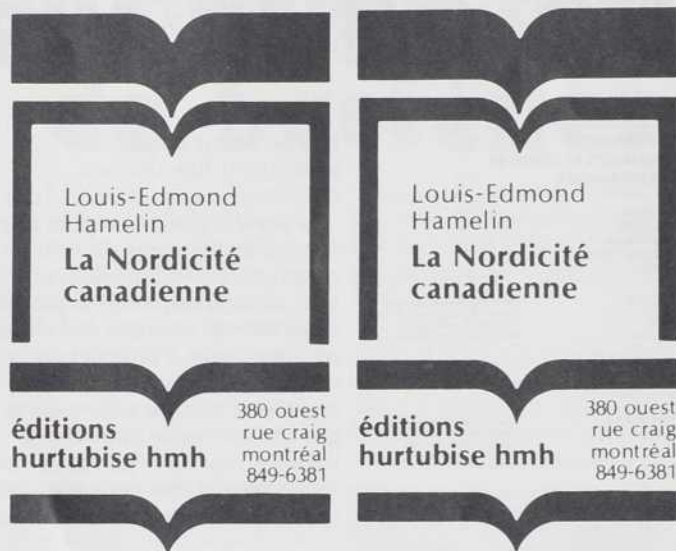 Louis-Edmond
Hamelin
La Nordicité
canadienne
éditions
hurtubise hmh
380 ouest
rue craig
montréal
849-6381
Louis-Edmond
Hamelin
La Nordicité
canadienne
éditions
hurtubise hmh
380 ouest
rue craig
montréal
849-6381